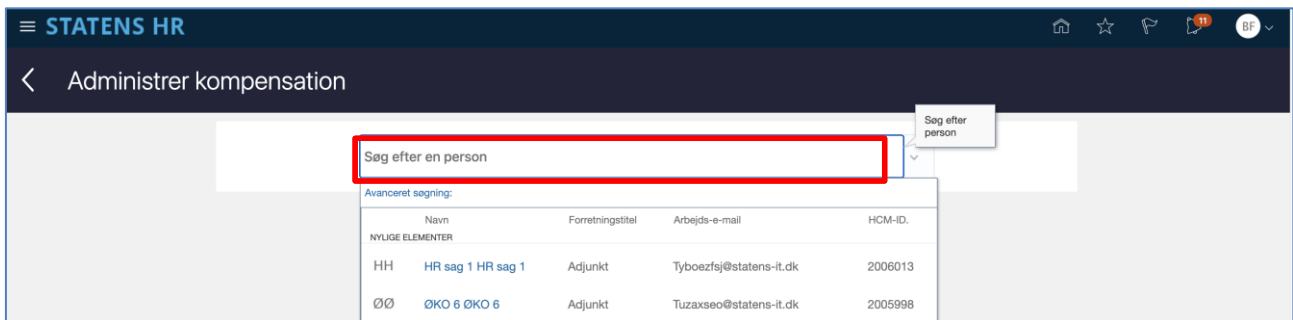 STATENS HR
11
BF
Administrer kompensation
Søg efter
person
Søg efter en person
Avanceret søgning:
Navn Forretningstitel Arbejds-e-mail HCM-ID.
NYLIGE ELEMENTER
HH HR sag 1 HR sag 1 Adjunkt Tyboezfsj@statens-it.dk 2006013
ØØ ØKO 6 ØKO 6 Adjunkt Tuzaxseo@statens-it.dk 2005998